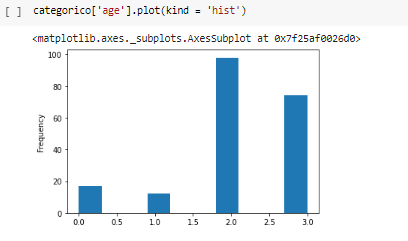 [ ] categorico['age'].plot(kind = 'hist')
<matplotlib.axes._subplots.AxesSubplot at 0x7f25af0026d0>
100
80
60
40
20
0
Frequency
0.0 0.5 1.0 1.5 2.0 2.5 3.0